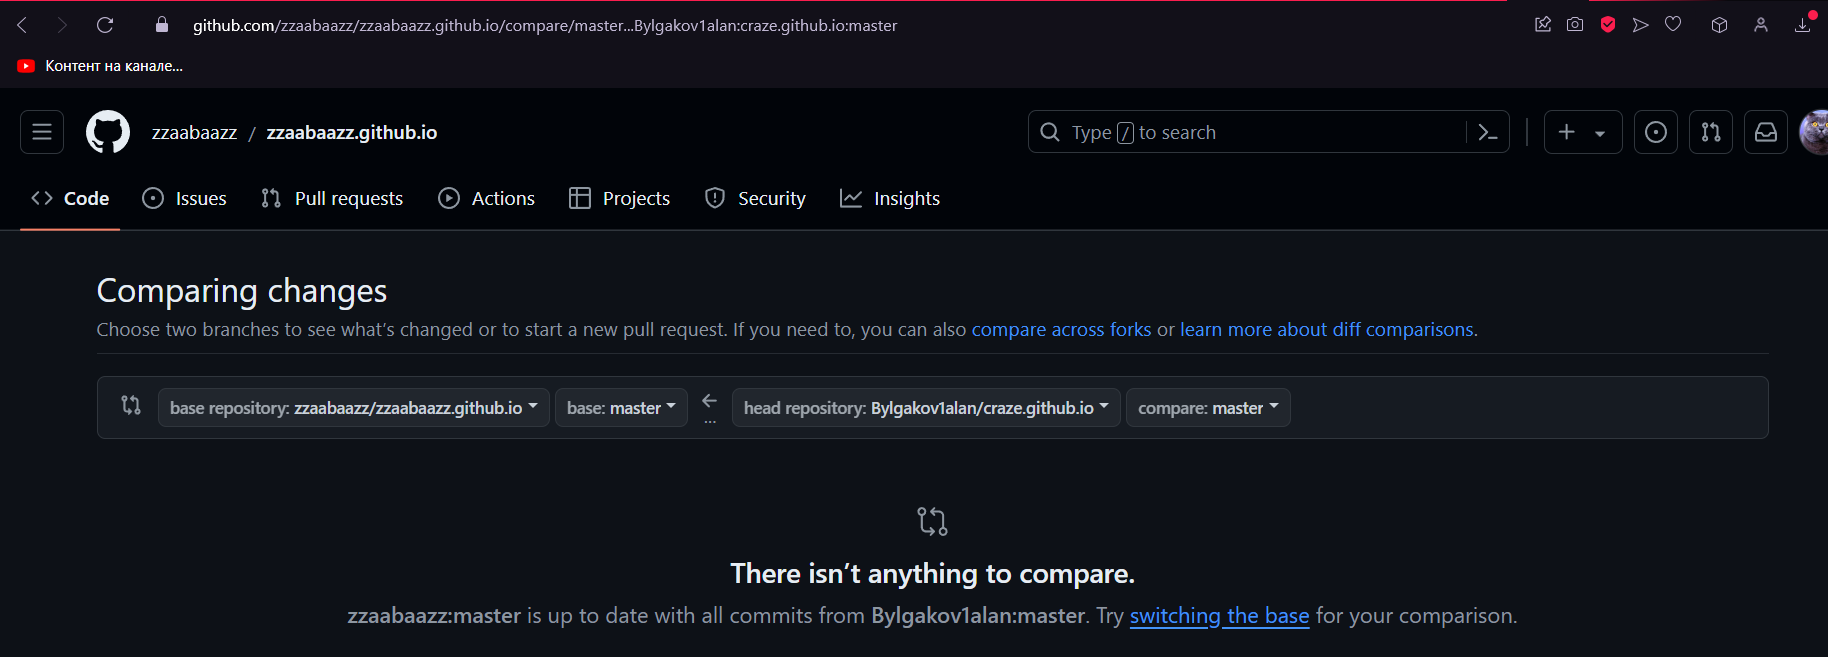 github.com/zzaabaazz/zzaabaazz.github.io/compare/master...Bylgakov1alan:craze.github.io:master
Контент на канале...
zzaabaazz / zzaabaazz.github.io
Type / to search
Code Issues Pull requests Actions Projects Security Insights
Comparing changes
Choose two branches to see what's changed or to start a new pull request. If you need to, you can also compare across forks or learn more about diff comparisons.
base repository: zzaabaazz/zzaabaazz.github.io base: master ... head repository: Bylgakov1alan/craze.github.io compare: master
There isn't anything to compare.
zzaabaazz:master is up to date with all commits from Bylgakov1alan:master. Try switching the base for your comparison.